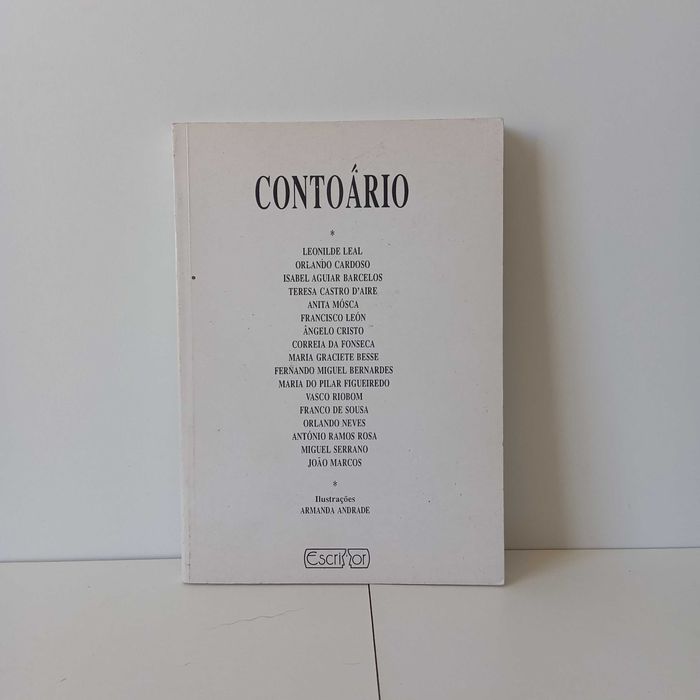 CONTOÁRIO
*
LEONILDE LEAL
ORLANDO CARDOSO
ISABEL AGUIAR BARCELOS
TERESA CASTRO D'AIRE
ANITA MÓSCA
FRANCISCO LEÓN
ÂNGELO CRISTO
CORREIA DA FONSECA
MARIA GRACIETE BESSE
FERNANDO MIGUEL BERNARDES
MARIA DO PILAR FIGUEIREDO
VASCO RIOBOM
FRANCO DE SOUSA
ORLANDO NEVES
ANTÓNIO RAMOS ROSA
MIGUEL SERRANO
JOÃO MARCOS
*
Ilustrações
ARMANDA ANDRADE
Escritor